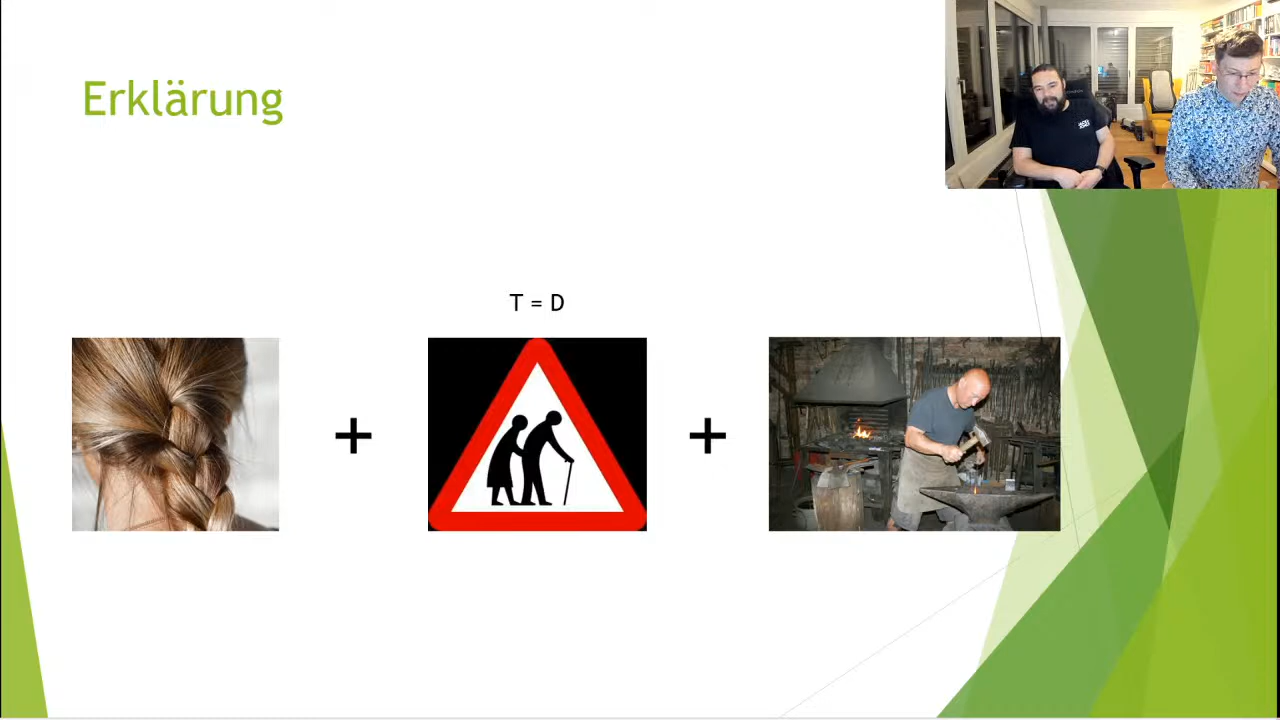 Erklärung
T = D
+
+